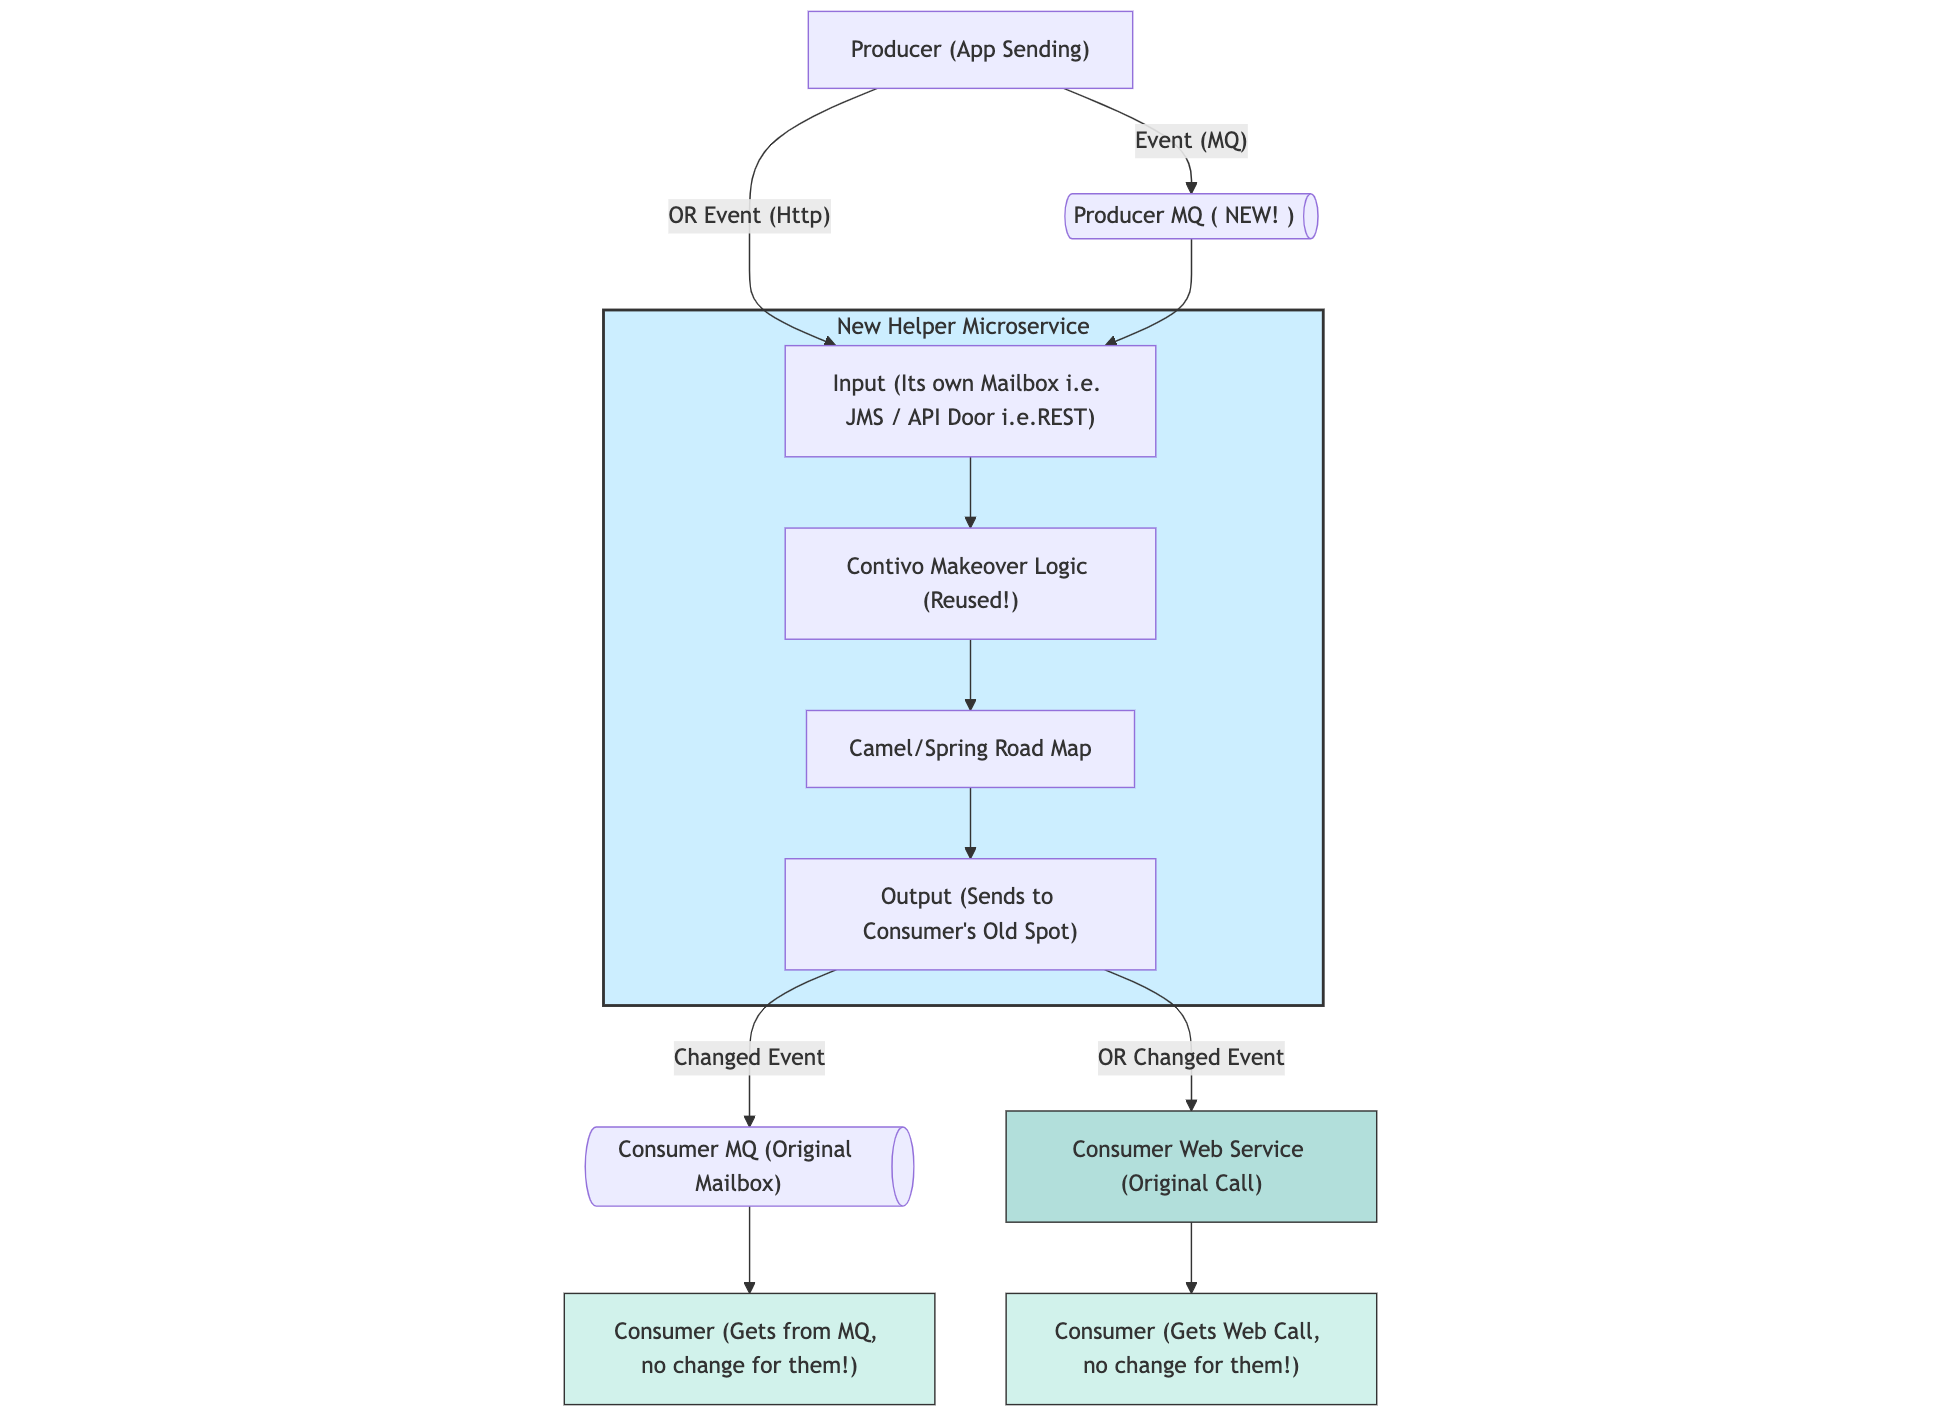 Producer (App Sending)
Event (MQ)
OR Event (Http)
Producer MQ ( NEW! )
New Helper Microservice
Input (Its own Mailbox i.e.
JMS / API Door i.e.REST)
Contivo Makeover Logic
(Reused!)
Camel/Spring Road Map
Output (Sends to
Consumer's Old Spot)
Changed Event
OR Changed Event
Consumer MQ (Original
Mailbox)
Consumer Web Service
(Original Call)
Consumer (Gets from MQ,
no change for them!)
Consumer (Gets Web Call,
no change for them!)